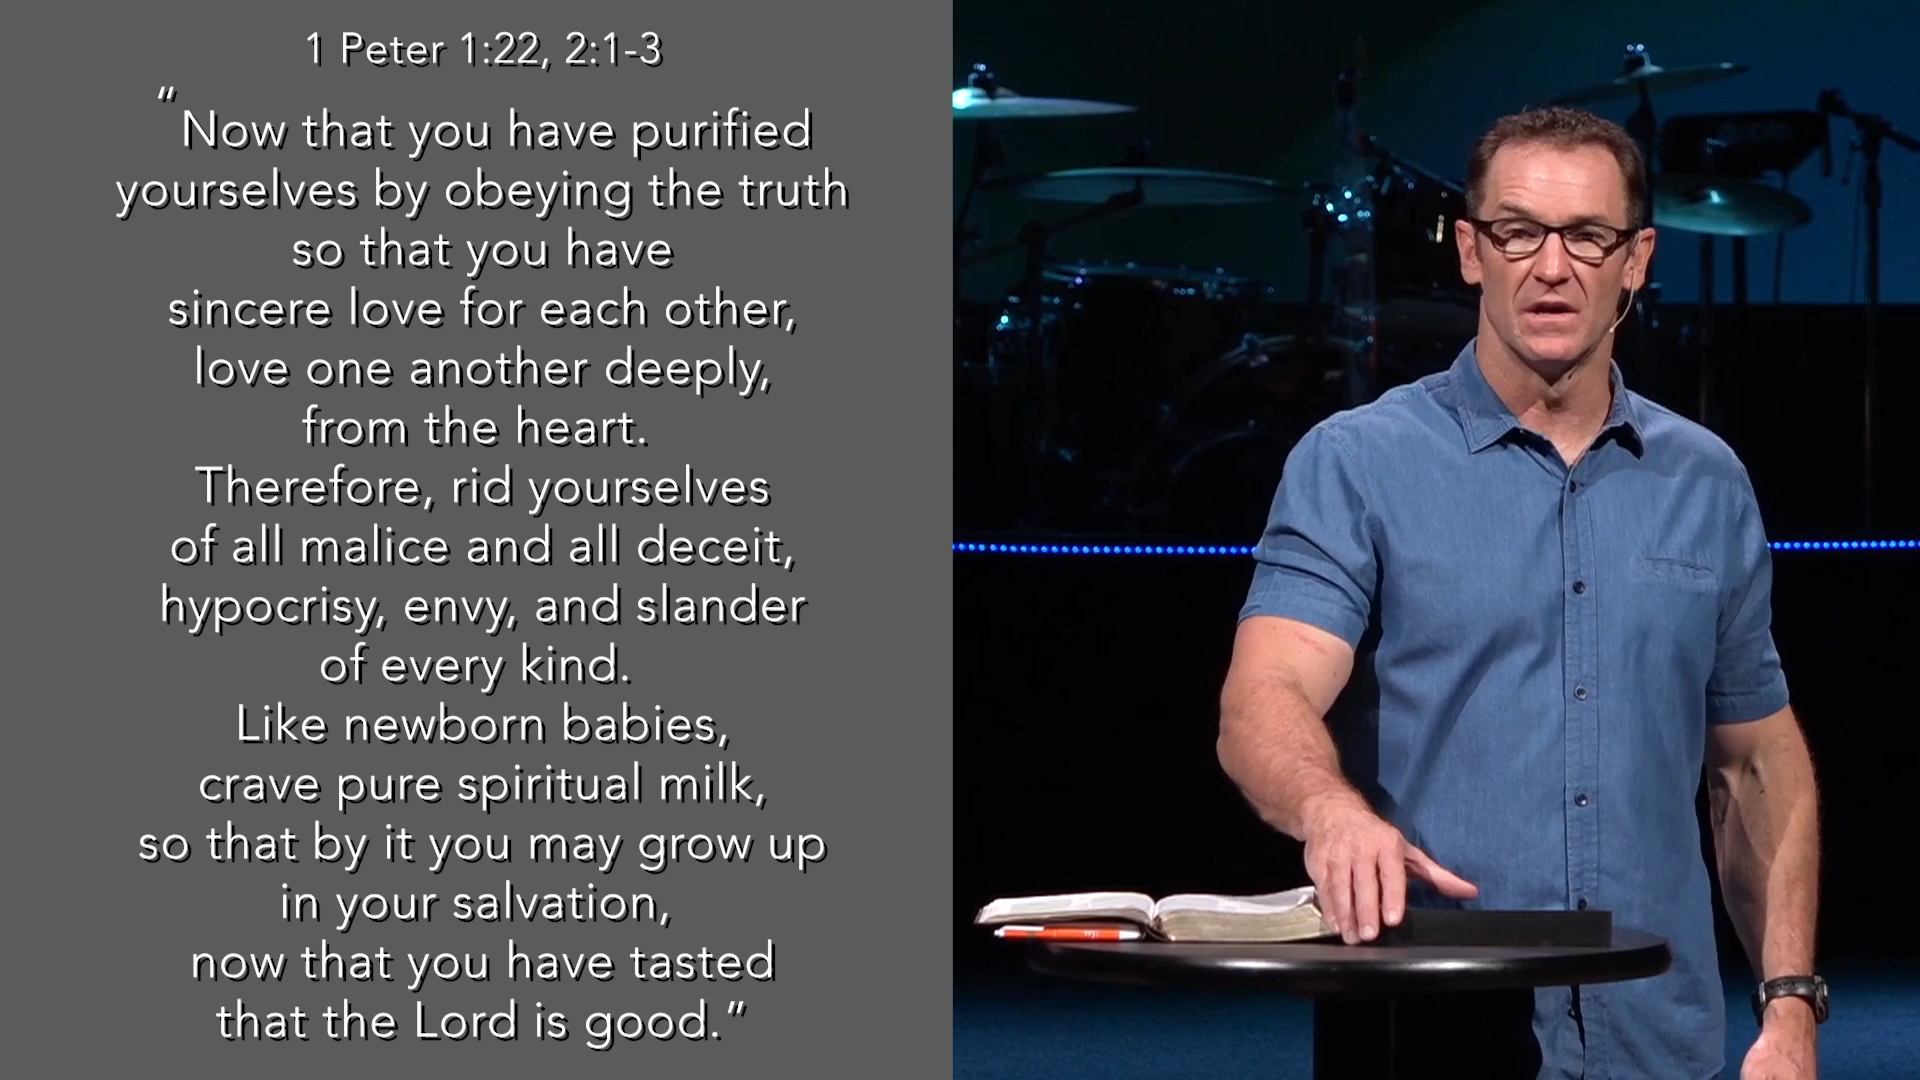 1 Peter 1:22, 2:1-3
“Now that you have purified
yourselves by obeying the truth
so that you have
sincere love for each other,
love one another deeply,
from the heart.
Therefore, rid yourselves
of all malice and all deceit,
hypocrisy, envy, and slander
of every kind.
Like newborn babies,
crave pure spiritual milk,
so that by it you may grow up
in your salvation,
now that you have tasted
that the Lord is good.”